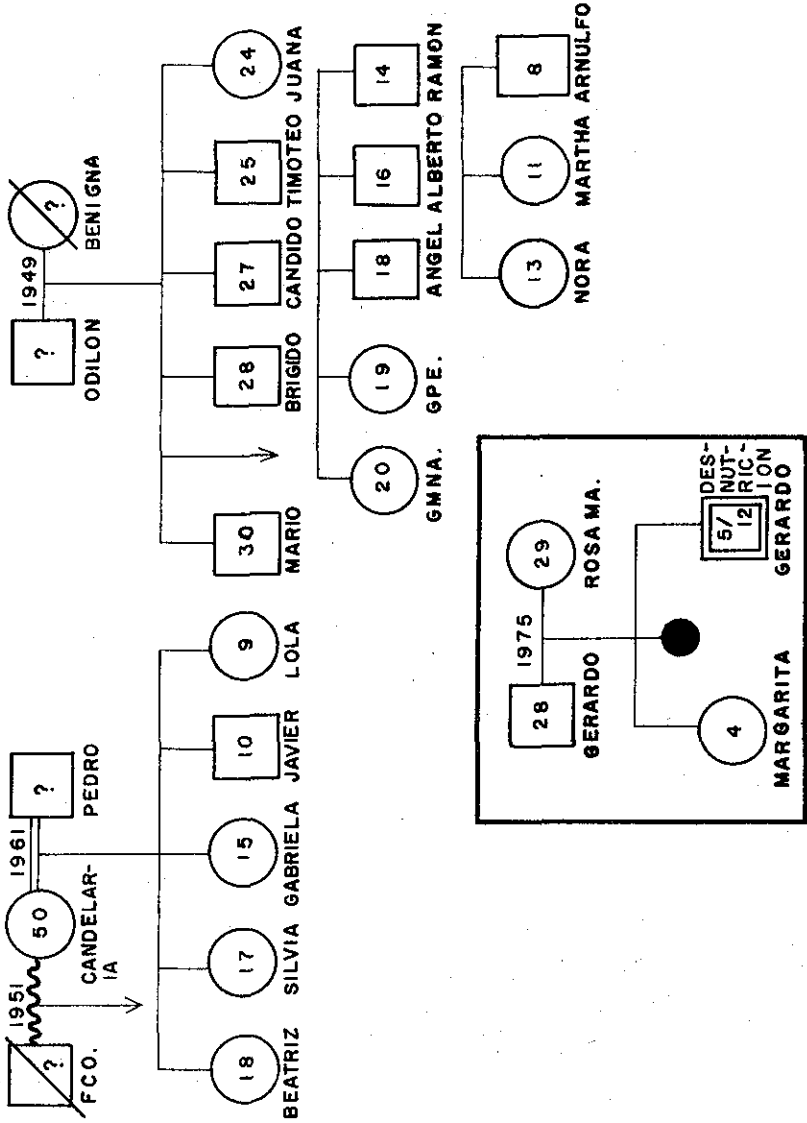 1951
1961
1949
?
50
?
?
?
FCO.
CANDELAR-
IA
PEDRO
ODILON
BENIGNA
18
17
15
10
9
30
28
27
25
24
BEATRIZ
SILVIA
GABRIELA
JAVIER
LOLA
MARIO
BRIGIDO
CANDIDO
TIMOTEO
JUANA
20
19
18
16
14
GMNA.
GPE.
ANGEL
ALBERTO
RAMON
13
11
8
NORA
MARTHA
ARNULFO
1975
28
29
GERARDO
ROSA MA.
4
5/
12
DES-
NUT-
RIC-
ION
MARGARITA
GERARDO